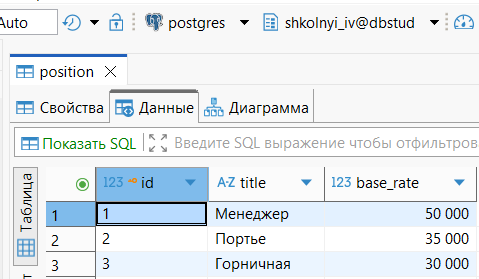 Auto postgres shkolnyi_iv@dbstud
position
Свойства Данные Диаграмма
Показать SQL Введите SQL выражение чтобы отфильтров
Таблица
123 id A-Z title 123 base_rate
1 1 Менеджер 50 000
2 2 Портье 35 000
3 3 Горничная 30 000